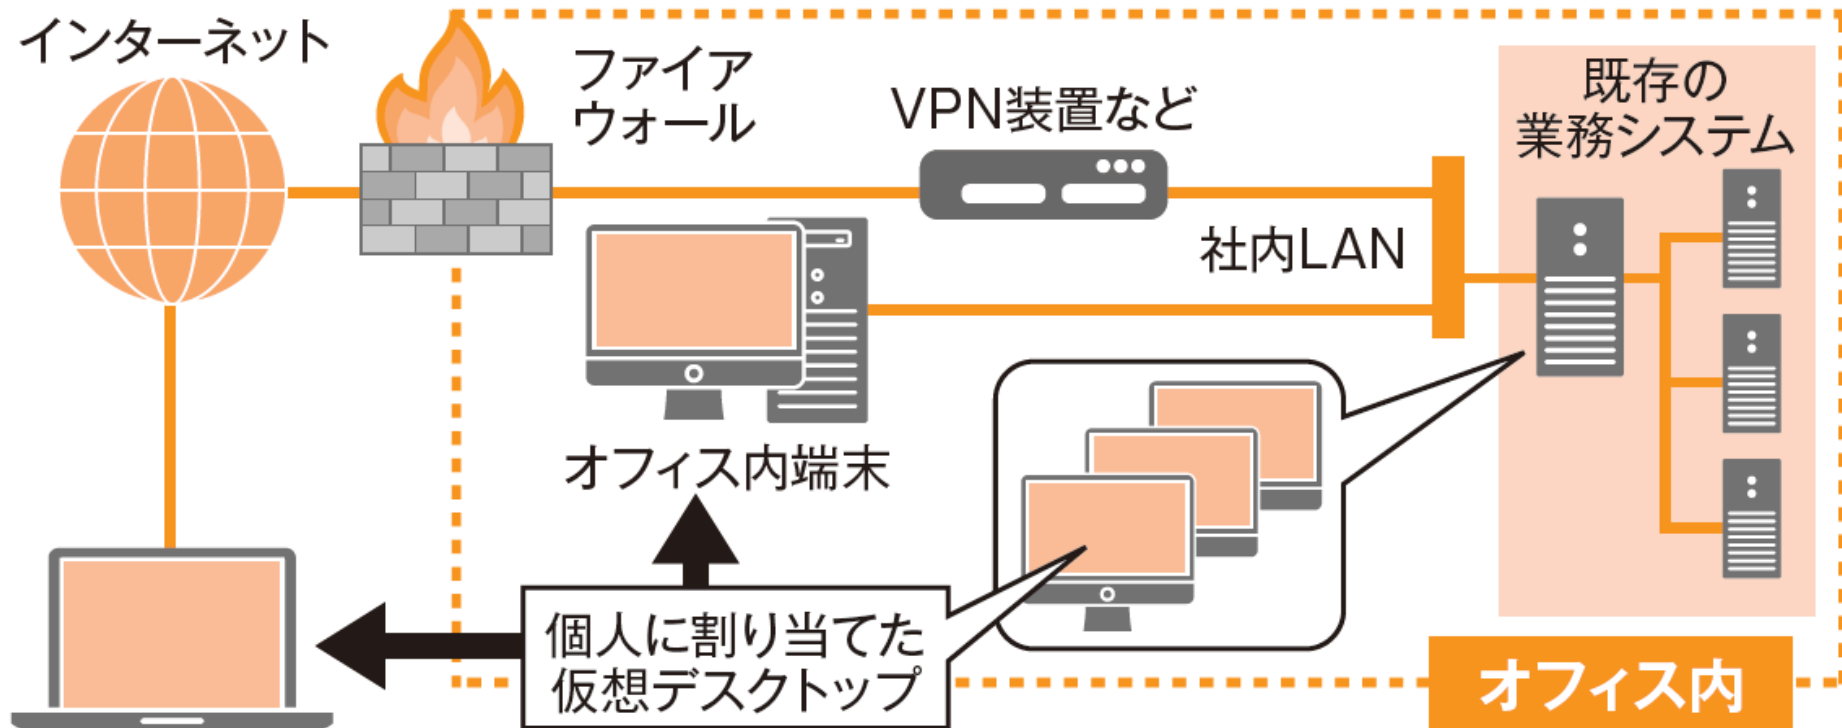 インターネット
ファイア
ウォール
VPN装置など
既存の
業務システム
社内LAN
オフィス内端末
個人に割り当てた
仮想デスクトップ
オフィス内